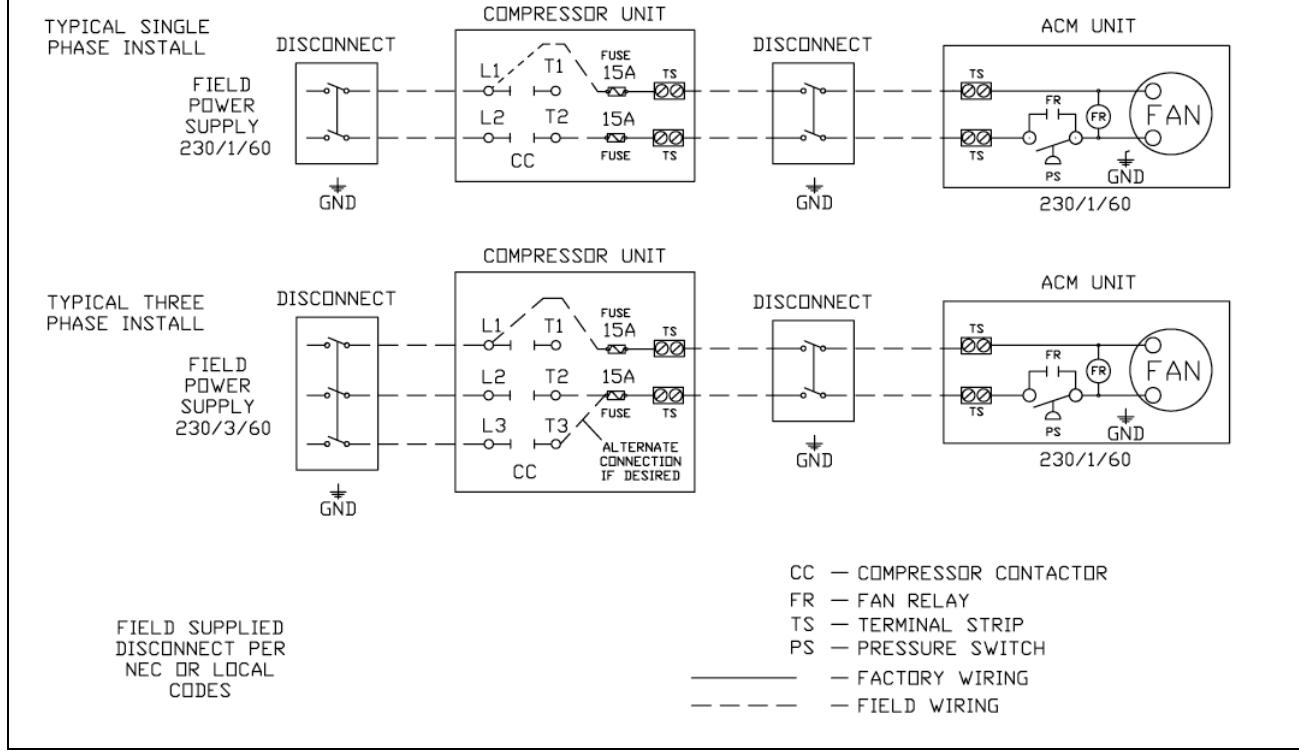 TYPICAL SINGLE
PHASE INSTALL
FIELD
POWER
SUPPLY
230/1/60
DISCONNECT
GND
COMPRESSOR UNIT
L1
T1
FUSE
15A
TS
L2
T2
15A
CC
FUSE
TS
DISCONNECT
GND
ACM UNIT
TS
FR
FR
FAN
TS
PS
GND
230/1/60
TYPICAL THREE
PHASE INSTALL
FIELD
POWER
SUPPLY
230/3/60
DISCONNECT
GND
COMPRESSOR UNIT
L1
T1
FUSE
15A
TS
L2
T2
15A
FUSE
TS
L3
T3
CC
ALTERNATE
CONNECTION
IF DESIRED
DISCONNECT
GND
ACM UNIT
TS
FR
FR
FAN
TS
PS
GND
230/1/60
FIELD SUPPLIED
DISCONNECT PER
NEC OR LOCAL
CODES
CC — COMPRESSOR CONTACTOR
FR — FAN RELAY
TS — TERMINAL STRIP
PS — PRESSURE SWITCH
— FACTORY WIRING
— FIELD WIRING